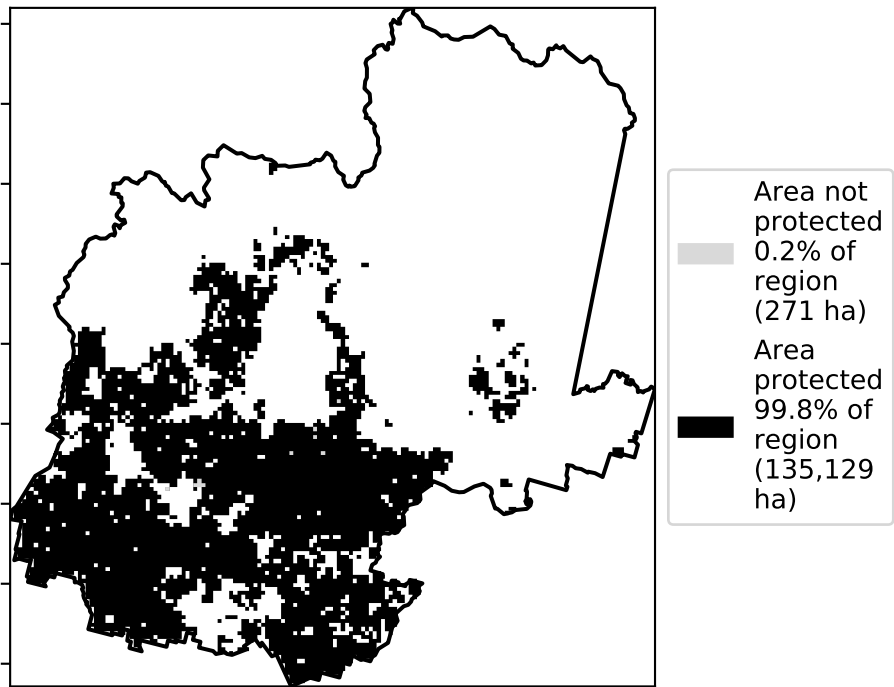 Area not
protected
0.2% of
region
(271 ha)
Area
protected
99.8% of
region
(135,129
ha)